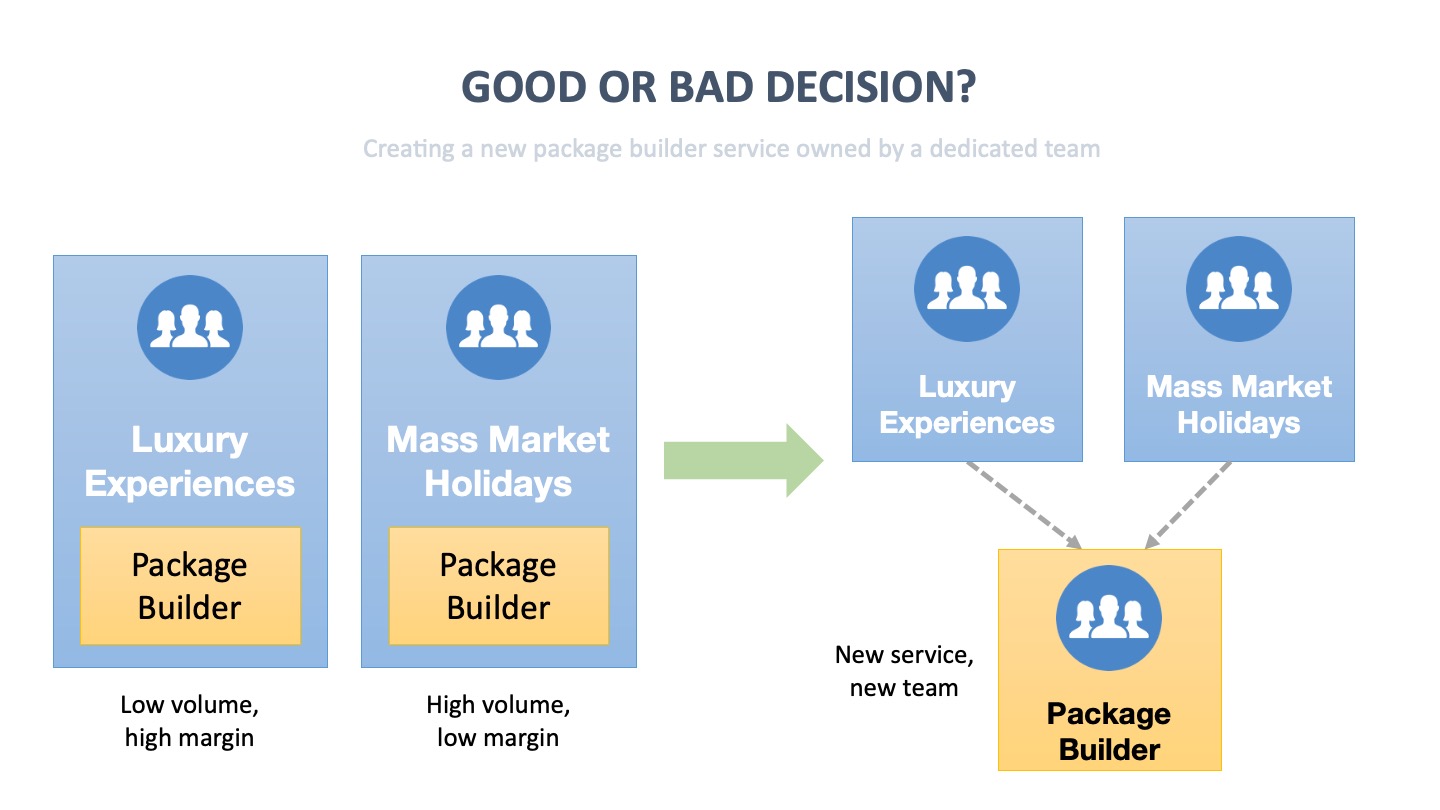 GOOD OR BAD DECISION?
Creating a new package builder service owned by a dedicated team
Luxury
Experiences
Package
Builder
Low volume,
high margin
Mass Market
Holidays
Package
Builder
High volume,
low margin
Luxury
Experiences
Mass Market
Holidays
New service,
new team
Package
Builder